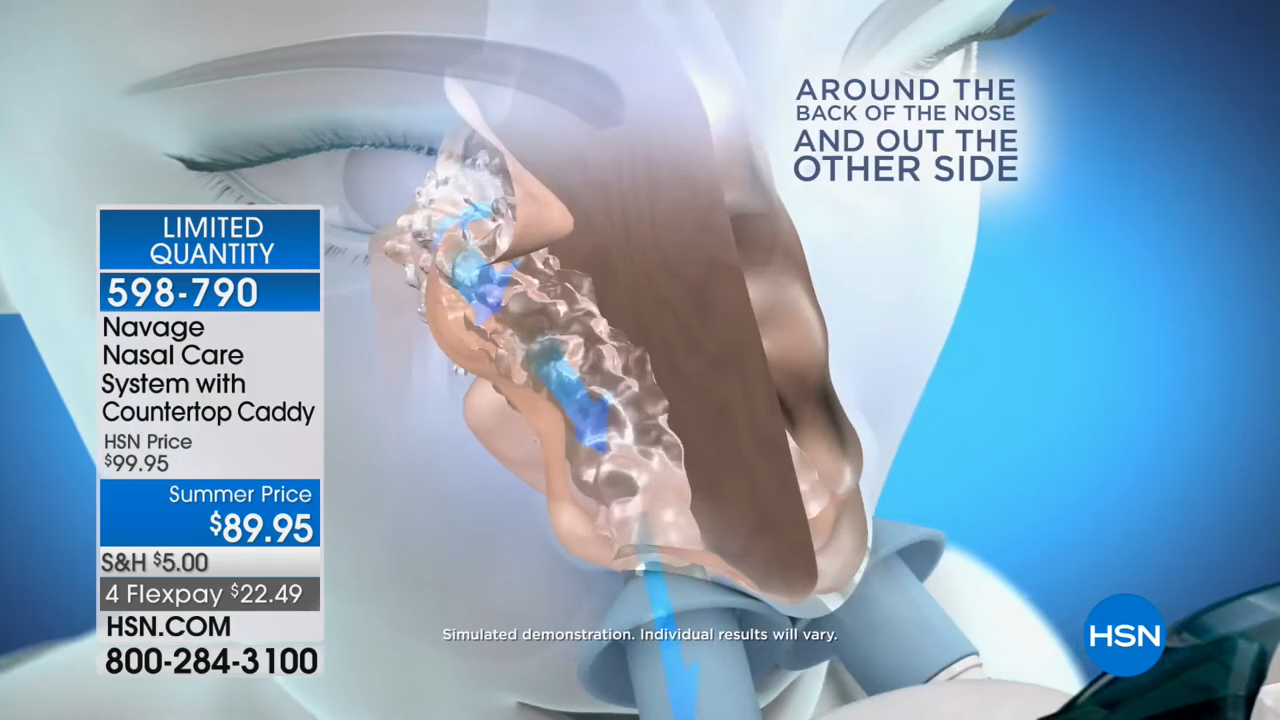 AROUND THE
BACK OF THE NOSE
AND OUT THE
OTHER SIDE
LIMITED
QUANTITY
598-790
Navage
Nasal Care
System with
Countertop Caddy
HSN Price
$99.95
Summer Price
$89.95
S&H $5.00
4 Flexpay $22.49
HSN.COM
800-284-3100
Simulated demonstration. Individual results will vary.
HSN